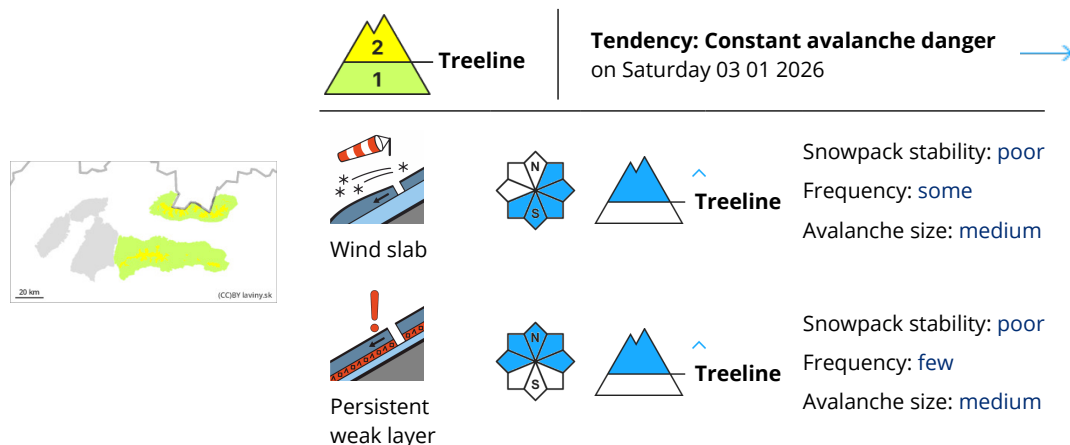 2
1
Treeline
Tendency: Constant avalanche danger
on Saturday 03 01 2026
20 km
(CC)BY laviny.sk
Wind slab
N
S
Treeline
Snowpack stability: poor
Frequency: some
Avalanche size: medium
Persistent
weak layer
N
S
Treeline
Snowpack stability: poor
Frequency: few
Avalanche size: medium